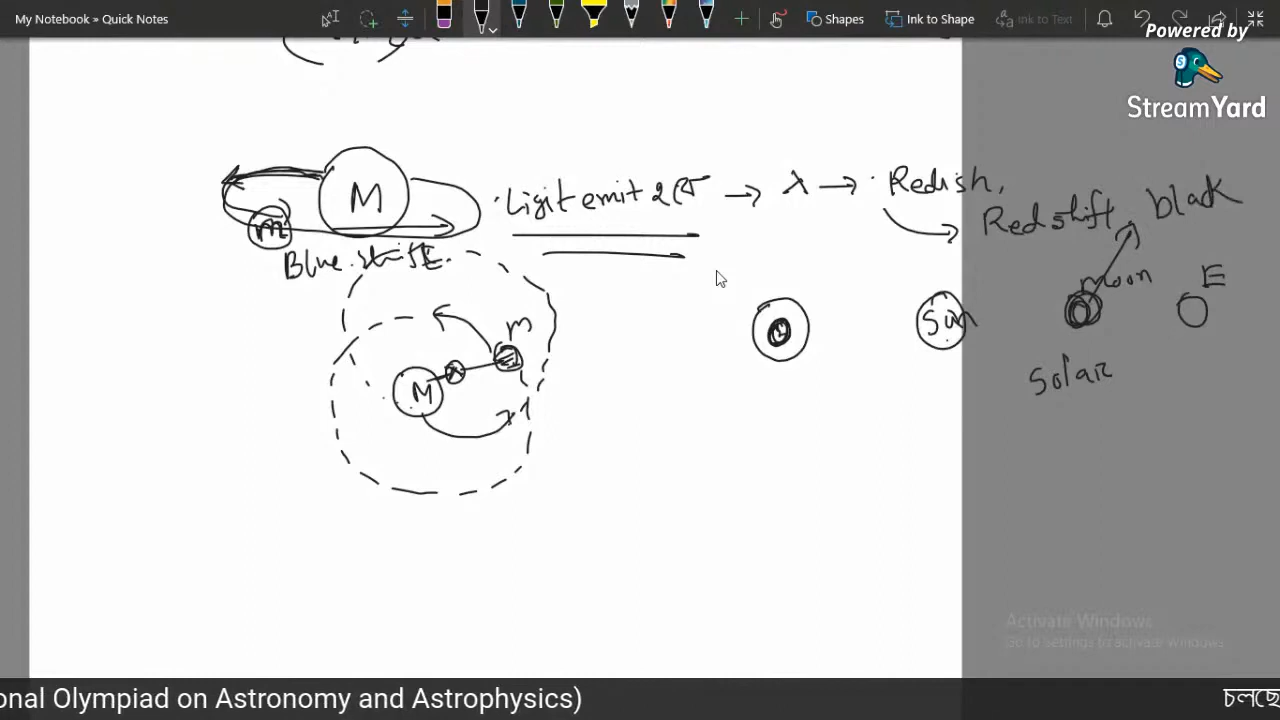 My Notebook » Quick Notes
Shapes
Ink to Shape
Ink to Text
Powered by
StreamYard
M
m
Light emit
λ
Redish,
Redshift
black
Blue shift
moon
E
Sun
solar
m
M
Activate Windows
Go to Settings to activate Windows.
onal Olympiad on Astronomy and Astrophysics)
চলছে